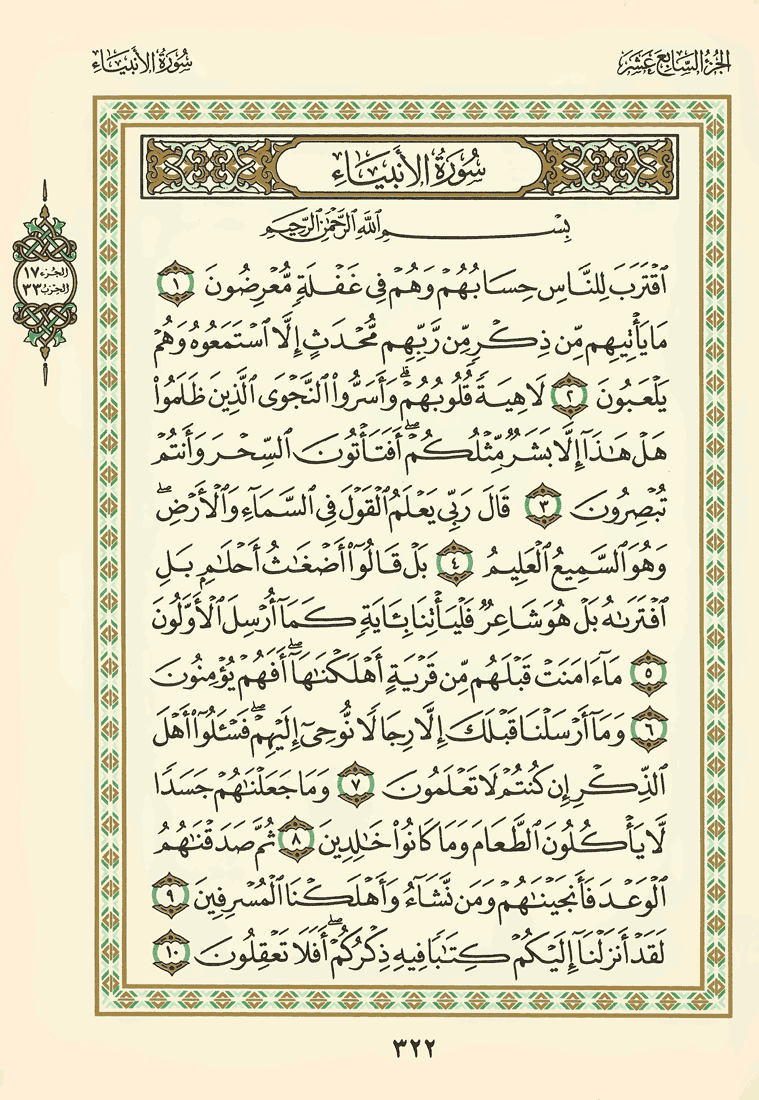 الجزء السابع عشر
سورة الأنبياء
سُورَةُ الأَنبِيَاءِ
الجزء ١٧
الحزب ٣٣
بِسْمِ ٱللَّهِ ٱلرَّحْمَٰنِ ٱلرَّحِيمِ
ٱقْتَرَبَ لِلنَّاسِ حِسَابُهُمْ وَهُمْ فِى غَفْلَةٍ مُّعْرِضُونَ ١
مَا يَأْتِيهِم مِّن ذِكْرٍ مِّن رَّبِّهِم مُّحْدَثٍ إِلَّا ٱسْتَمَعُوهُ وَهُمْ
يَلْعَبُونَ ٢ لَاهِيَةً قُلُوبُهُمْ ۗ وَأَسَرُّوا۟ ٱلنَّجْوَى ٱلَّذِينَ ظَلَمُوا۟
هَلْ هَٰذَآ إِلَّا بَشَرٌ مِّثْلُكُمْ ۖ أَفَتَأْتُونَ ٱلسِّحْرَ وَأَنتُمْ
تُبْصِرُونَ ٣ قَالَ رَبِّى يَعْلَمُ ٱلْقَوْلَ فِى ٱلسَّمَآءِ وَٱلْأَرْضِ ۖ
وَهُوَ ٱلسَّمِيعُ ٱلْعَلِيمُ ٤ بَلْ قَالُوٓا۟ أَضْغَٰثُ أَحْلَٰمٍۭ بَلِ
ٱفْتَرَىٰهُ بَلْ هُوَ شَاعِرٌ فَلْيَأْتِنَا بِـَٔايَةٍ كَمَآ أُرْسِلَ ٱلْأَوَّلُونَ
٥ مَآ ءَامَنَتْ قَبْلَهُم مِّن قَرْيَةٍ أَهْلَكْنَٰهَآ ۖ أَفَهُمْ يُؤْمِنُونَ
٦ وَمَآ أَرْسَلْنَا قَبْلَكَ إِلَّا رِجَالًا نُّوحِىٓ إِلَيْهِمْ ۖ فَسْـَٔلُوٓا۟ أَهْلَ
ٱلذِّكْرِ إِن كُنتُمْ لَا تَعْلَمُونَ ٧ وَمَا جَعَلْنَٰهُمْ جَسَدًا
لَّا يَأْكُلُونَ ٱلطَّعَامَ وَمَا كَانُوا۟ خَٰلِدِينَ ٨ ثُمَّ صَدَقْنَٰهُمُ
ٱلْوَعْدَ فَأَنجَيْنَٰهُمْ وَمَن نَّشَآءُ وَأَهْلَكْنَا ٱلْمُسْرِفِينَ ٩
لَقَدْ أَنزَلْنَآ إِلَيْكُمْ كِتَٰبًا فِيهِ ذِكْرُكُمْ ۖ أَفَلَا تَعْقِلُونَ ١٠
٣٢٢